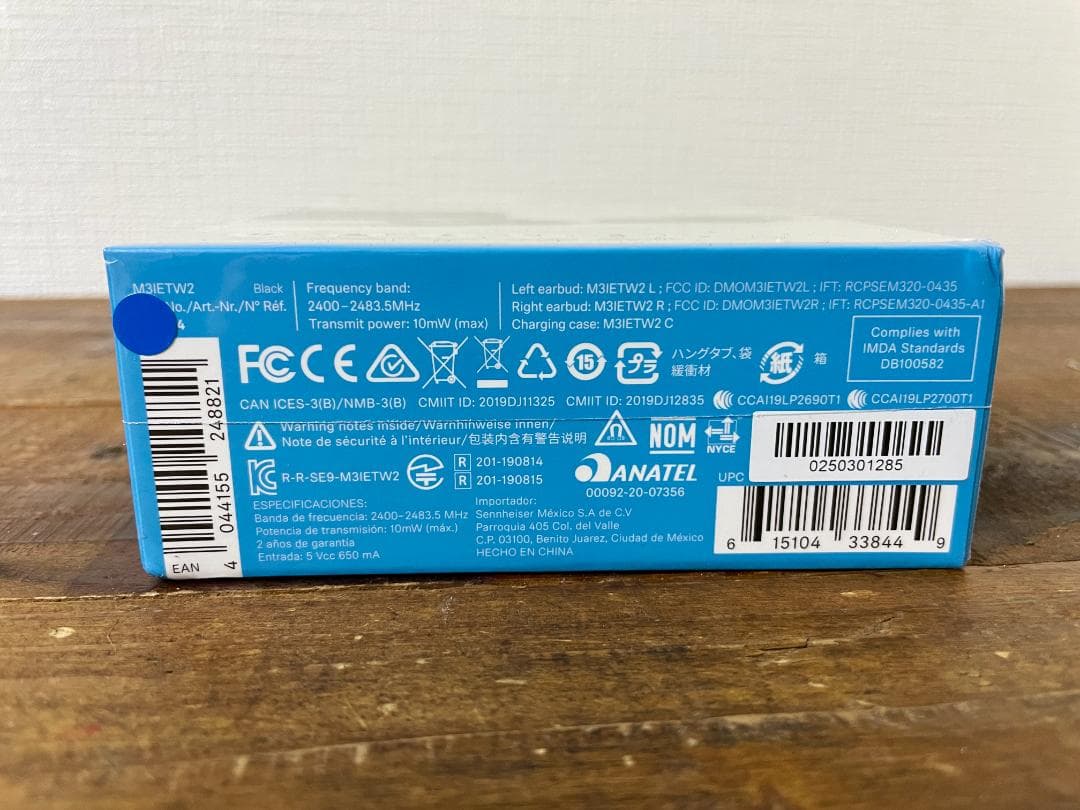 M3IETW2 Black
No./Art.-Nr./N° Réf.
4
Frequency band:
2400–2483.5MHz
Transmit power: 10mW (max)
Left earbud: M3IETW2 L ; FCC ID: DMOM3IETW2L ; IFT: RCPSEM320-0435
Right earbud: M3IETW2 R ; FCC ID: DMOM3IETW2R ; IFT: RCPSEM320-0435-A1
Charging case: M3IETW2 C
Complies with
IMDA Standards
DB100582
FC CE
15
プラ
ハングタブ, 袋
緩衝材
紙
箱
CAN ICES-3(B)/NMB-3(B) CMIIT ID: 2019DJ11325 CMIIT ID: 2019DJ12835 CCAI19LP2690T1 CCAI19LP2700T1
Warning notes inside/Warnhinweise innen/
Note de sécurité à l'intérieur/包装内含有警告说明
NOM
NYCE
R-R-SE9-M3IETW2
R 201-190814
R 201-190815
ANATEL
00092-20-07356
ESPECIFICACIONES:
Banda de frecuencia: 2400–2483.5 MHz
Potencia de transmisión: 10mW (máx.)
2 años de garantía
Entrada: 5 Vcc 650 mA
Importador:
Sennheiser México S.A de C.V
Parroquia 405 Col. del Valle
C.P. 03100, Benito Juarez, Ciudad de México
HECHO EN CHINA
0250301285
UPC
6 15104 33844 9
EAN
4 044155 248821